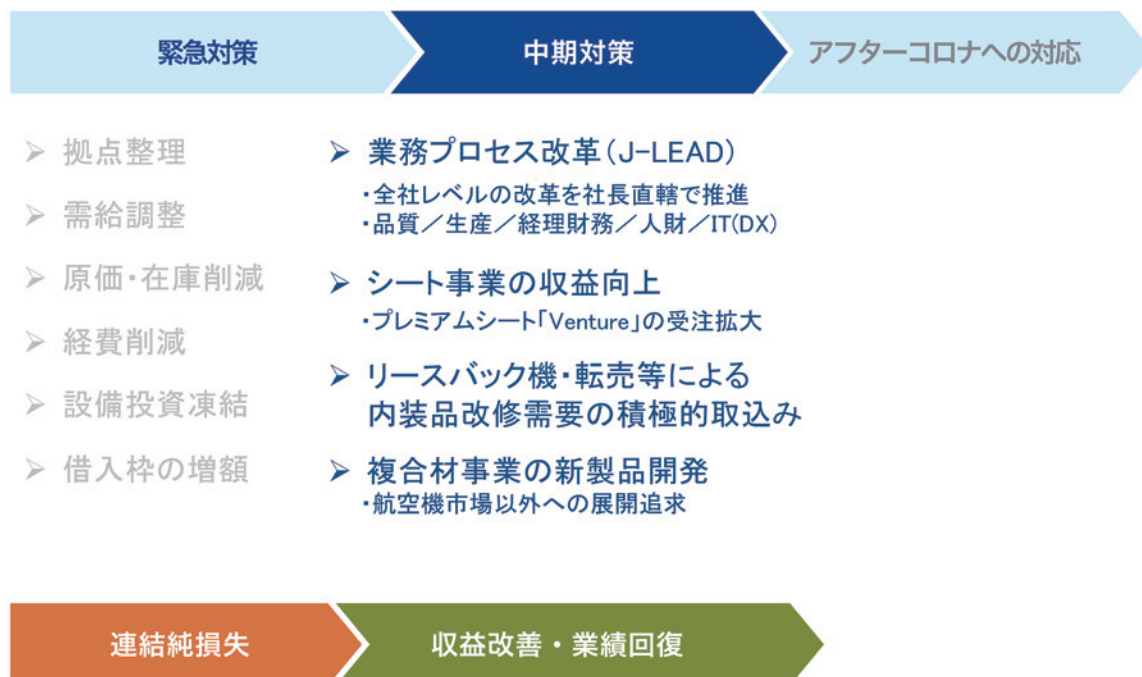 緊急対策
中期対策
アフターコロナへの対応
➢ 拠点整理
➢ 需給調整
➢ 原価・在庫削減
➢ 経費削減
➢ 設備投資凍結
➢ 借入枠の増額
➢ 業務プロセス改革(J-LEAD)
・全社レベルの改革を社長直轄で推進
・品質／生産／経理財務／人財／IT(DX)
➢ シート事業の収益向上
・プレミアムシート「Venture」の受注拡大
➢ リースバック機・転売等による
内装品改修需要の積極的取込み
➢ 複合材事業の新製品開発
・航空機市場以外への展開追求
連結純損失
収益改善・業績回復